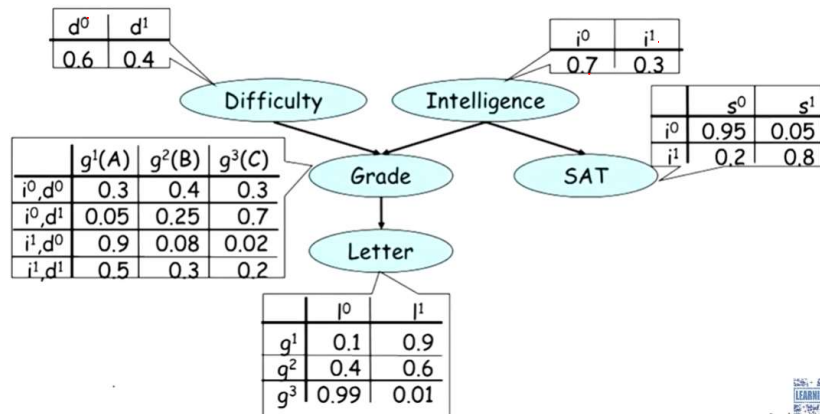 d⁰ d¹
0.6 0.4
i⁰ i¹
0.7 0.3
Difficulty
Intelligence
s⁰ s¹
i⁰ 0.95 0.05
i¹ 0.2 0.8
g¹(A) g²(B) g³(C)
i⁰,d⁰ 0.3 0.4 0.3
i⁰,d¹ 0.05 0.25 0.7
i¹,d⁰ 0.9 0.08 0.02
i¹,d¹ 0.5 0.3 0.2
Grade
SAT
Letter
l⁰ l¹
g¹ 0.1 0.9
g² 0.4 0.6
g³ 0.99 0.01